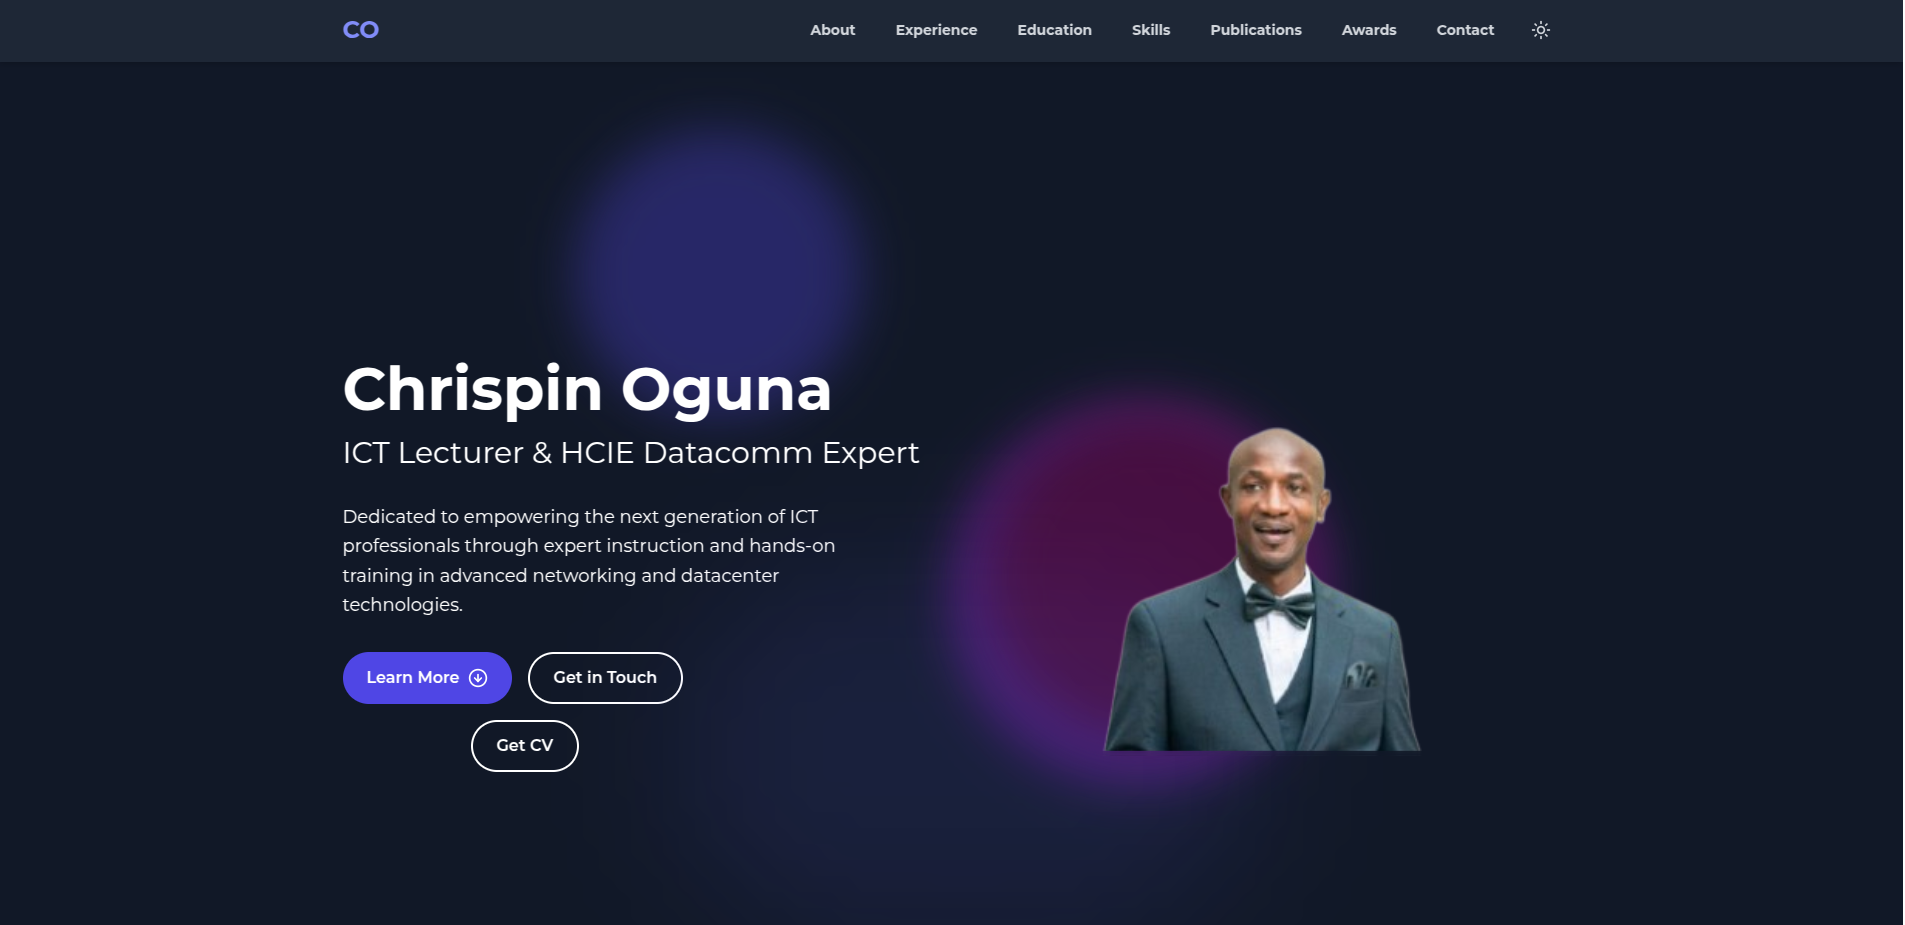 CO
About Experience Education Skills Publications Awards Contact
Chrispin Oguna
ICT Lecturer & HCIE Datacomm Expert
Dedicated to empowering the next generation of ICT
professionals through expert instruction and hands-on
training in advanced networking and datacenter
technologies.
Learn More
Get in Touch
Get CV